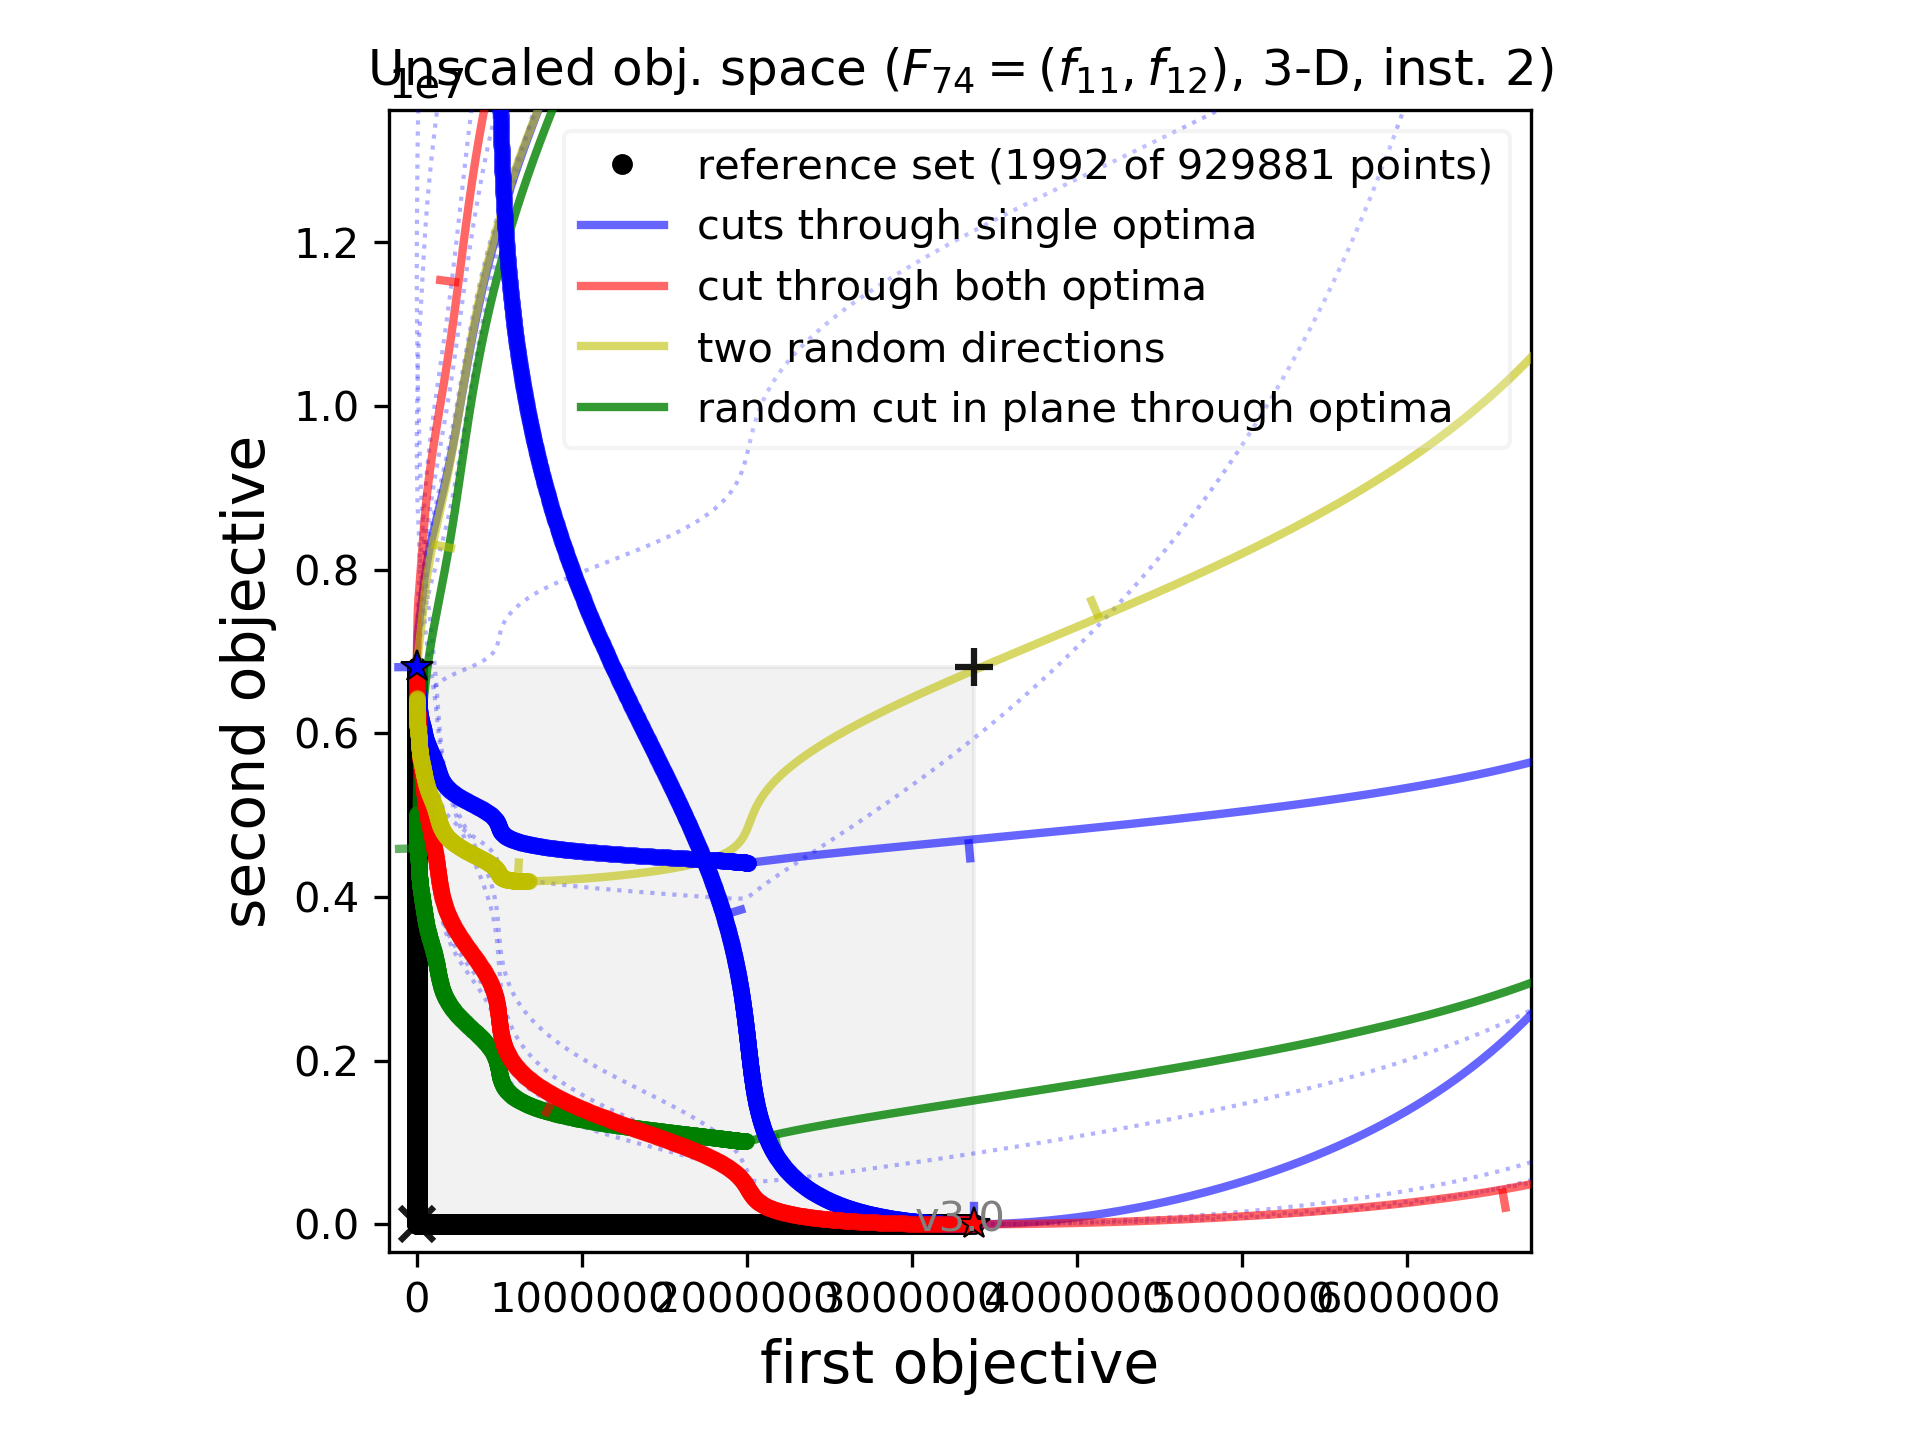 Unscaled obj. space (F74 = (f11, f12), 3-D, inst. 2)
1e7
reference set (1992 of 929881 points)
cuts through single optima
cut through both optima
two random directions
random cut in plane through optima
1.2
1.0
0.8
0.6
0.4
0.2
0.0
second objective
v3.0
0 1000000 2000000 3000000 4000000 5000000 6000000
first objective